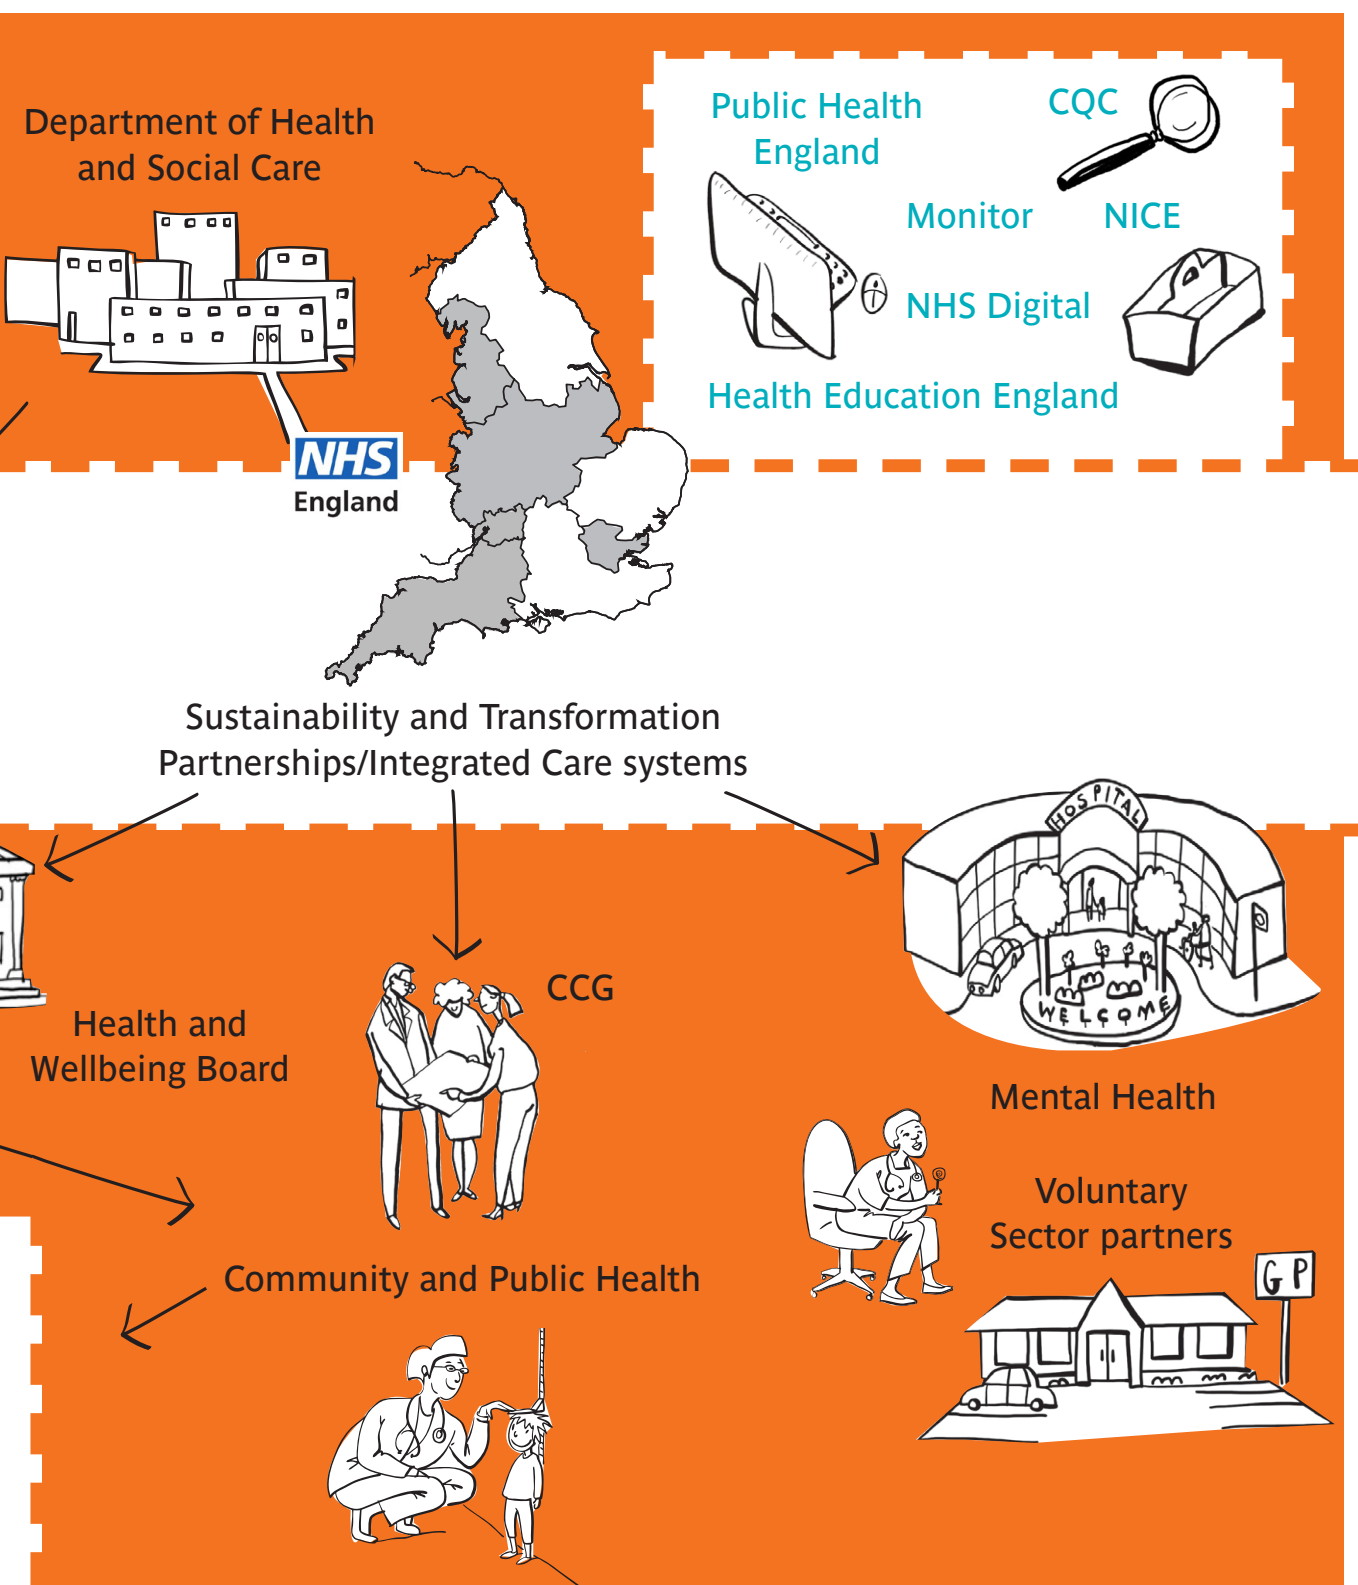 Department of Health
and Social Care
Public Health
England
CQC
Monitor
NICE
NHS Digital
Health Education England
NHS
England
Sustainability and Transformation
Partnerships/Integrated Care systems
HOSPITAL
WELCOME
CCG
Health and
Wellbeing Board
Mental Health
Voluntary
Sector partners
GP
Community and Public Health